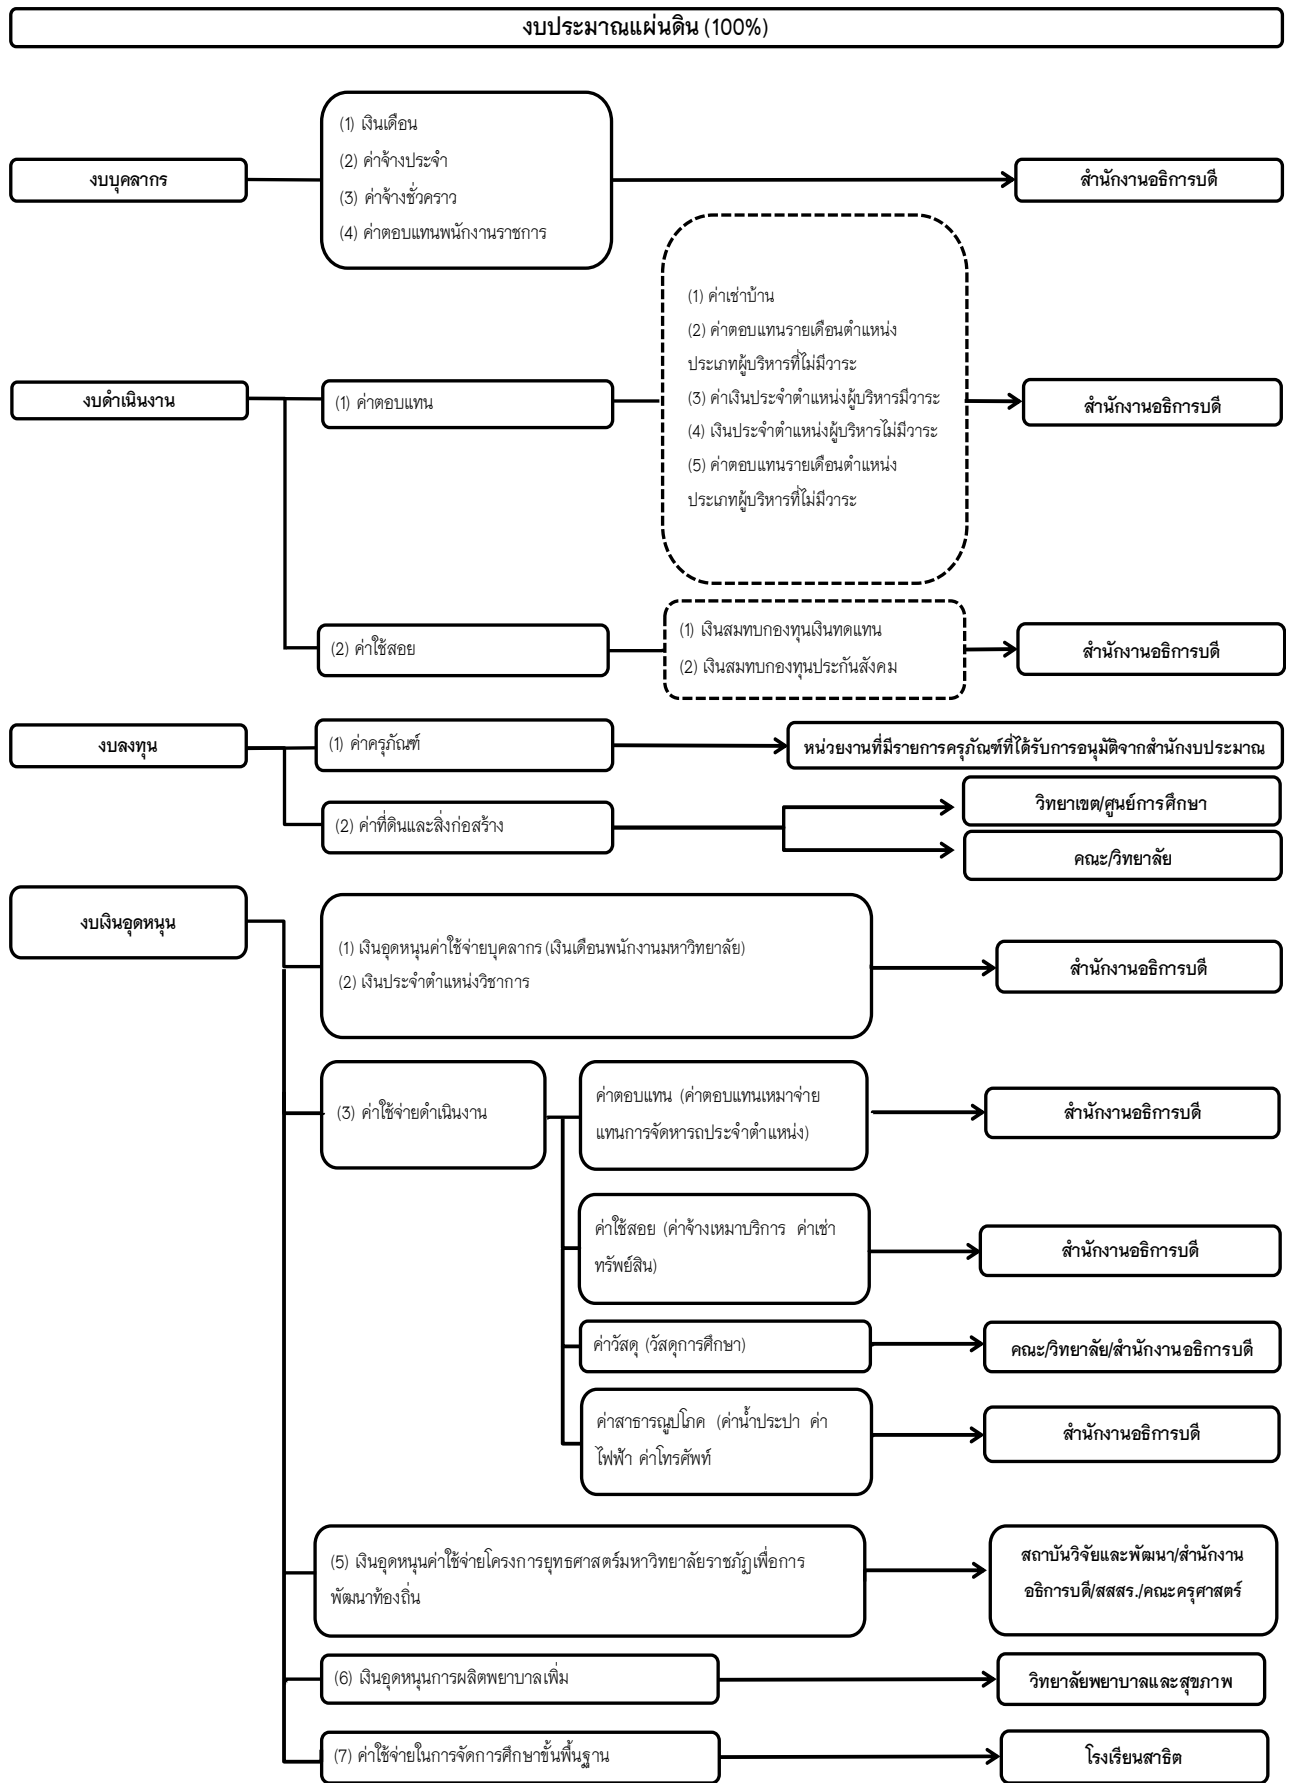 งบประมาณแผ่นดิน (100%)
งบบุคลากร
(1) เงินเดือน
(2) ค่าจ้างประจำ
(3) ค่าจ้างชั่วคราว
(4) ค่าตอบแทนพนักงานราชการ
สำนักงานอธิการบดี
งบดำเนินงาน
(1) ค่าตอบแทน
(1) ค่าเช่าบ้าน
(2) ค่าตอบแทนรายเดือนตำแหน่ง
ประเภทผู้บริหารที่ไม่มีวาระ
(3) ค่าเงินประจำตำแหน่งผู้บริหารมีวาระ
(4) เงินประจำตำแหน่งผู้บริหารไม่มีวาระ
(5) ค่าตอบแทนรายเดือนตำแหน่ง
ประเภทผู้บริหารที่ไม่มีวาระ
สำนักงานอธิการบดี
(2) ค่าใช้สอย
(1) เงินสมทบกองทุนเงินทดแทน
(2) เงินสมทบกองทุนประกันสังคม
สำนักงานอธิการบดี
งบลงทุน
(1) ค่าครุภัณฑ์
หน่วยงานที่มีรายการครุภัณฑ์ที่ได้รับการอนุมัติจากสำนักงบประมาณ
(2) ค่าที่ดินและสิ่งก่อสร้าง
วิทยาเขต/ศูนย์การศึกษา
คณะ/วิทยาลัย
งบเงินอุดหนุน
(1) เงินอุดหนุนค่าใช้จ่ายบุคลากร (เงินเดือนพนักงานมหาวิทยาลัย)
(2) เงินประจำตำแหน่งวิชาการ
สำนักงานอธิการบดี
(3) ค่าใช้จ่ายดำเนินงาน
ค่าตอบแทน (ค่าตอบแทนเหมาจ่าย
แทนการจัดหารถประจำตำแหน่ง)
สำนักงานอธิการบดี
ค่าใช้สอย (ค่าจ้างเหมาบริการ ค่าเช่า
ทรัพย์สิน)
สำนักงานอธิการบดี
ค่าวัสดุ (วัสดุการศึกษา)
คณะ/วิทยาลัย/สำนักงานอธิการบดี
ค่าสาธารณูปโภค (ค่าน้ำประปา ค่า
ไฟฟ้า ค่าโทรศัพท์
สำนักงานอธิการบดี
(5) เงินอุดหนุนค่าใช้จ่ายโครงการยุทธศาสตร์มหาวิทยาลัยราชภัฏเพื่อการ
พัฒนาท้องถิ่น
สถาบันวิจัยและพัฒนา/สำนักงาน
อธิการบดี/สสสร./คณะครุศาสตร์
(6) เงินอุดหนุนการผลิตพยาบาลเพิ่ม
วิทยาลัยพยาบาลและสุขภาพ
(7) ค่าใช้จ่ายในการจัดการศึกษาขั้นพื้นฐาน
โรงเรียนสาธิต